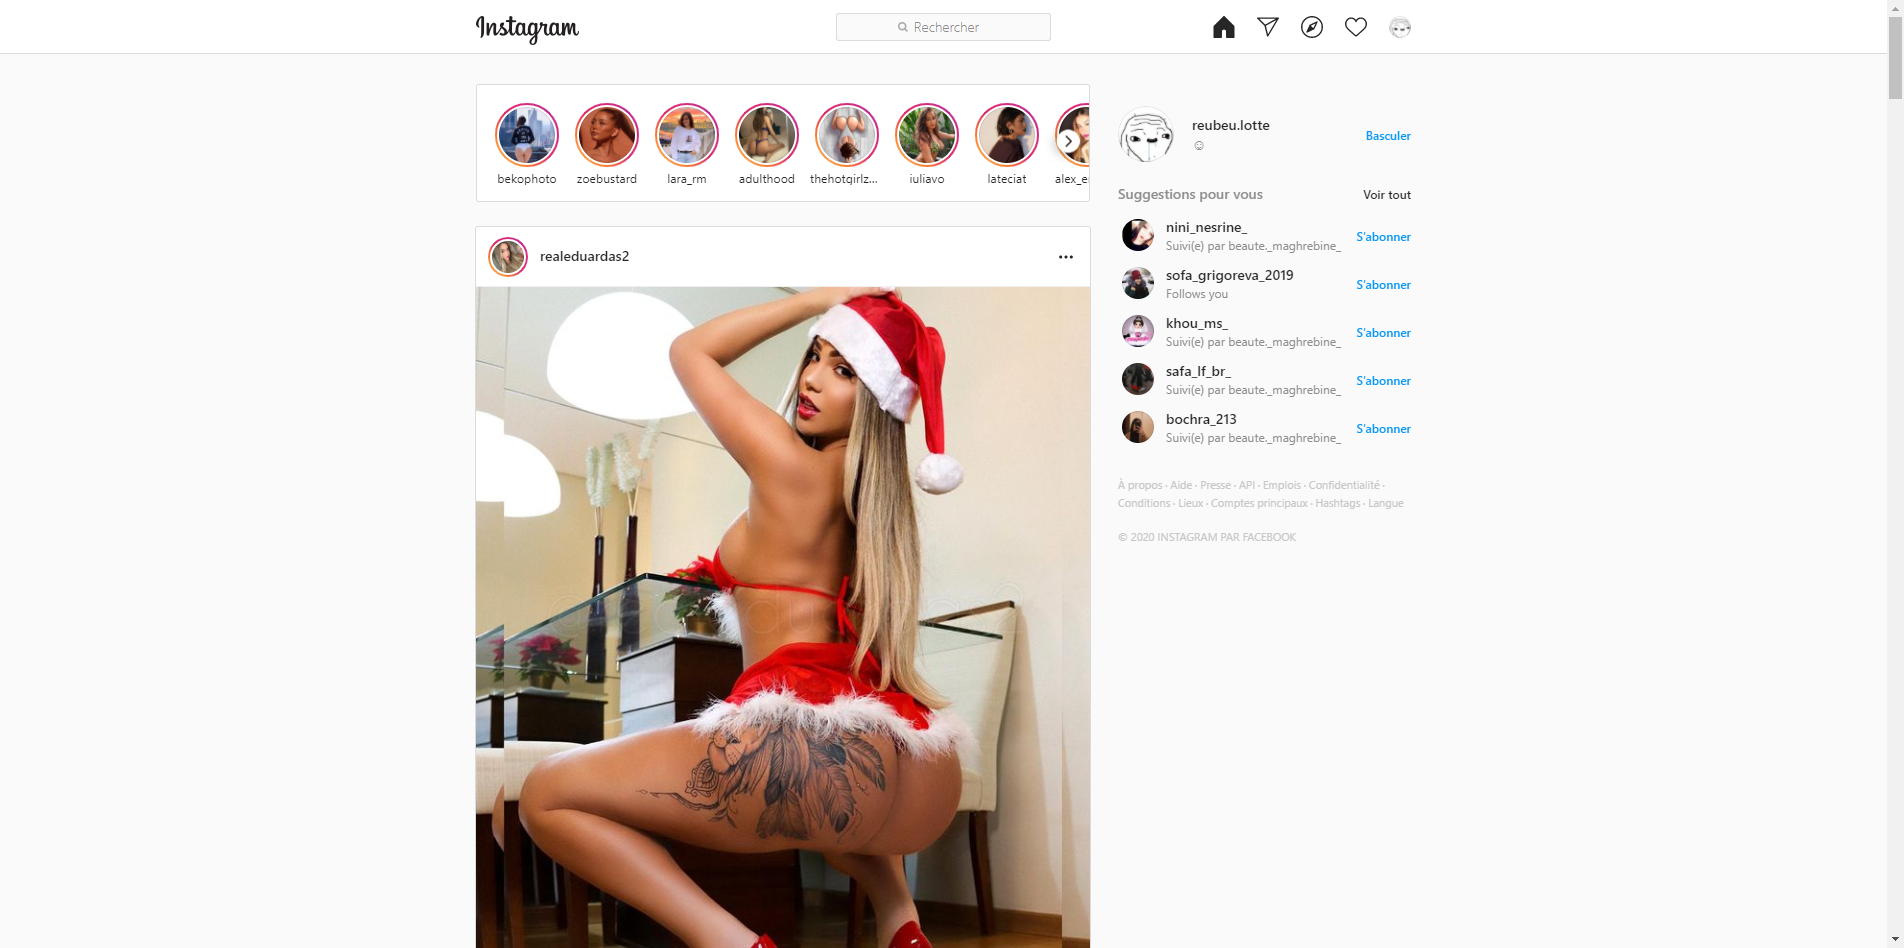 Instagram
Rechercher
bekophoto
zoebustard
lara_rm
adulthood
thehotgirlz...
iuliavo
lateciat
alex_e
reubeu.lotte
☺
Basculer
Suggestions pour vous
Voir tout
nini_nesrine_
Suivi(e) par beaute._maghrebine_
S'abonner
sofa_grigoreva_2019
Follows you
S'abonner
khou_ms_
Suivi(e) par beaute._maghrebine_
S'abonner
safa_lf_br_
Suivi(e) par beaute._maghrebine_
S'abonner
bochra_213
Suivi(e) par beaute._maghrebine_
S'abonner
À propos · Aide · Presse · API · Emplois · Confidentialité ·
Conditions · Lieux · Comptes principaux · Hashtags · Langue
© 2020 INSTAGRAM PAR FACEBOOK
realeduardas2